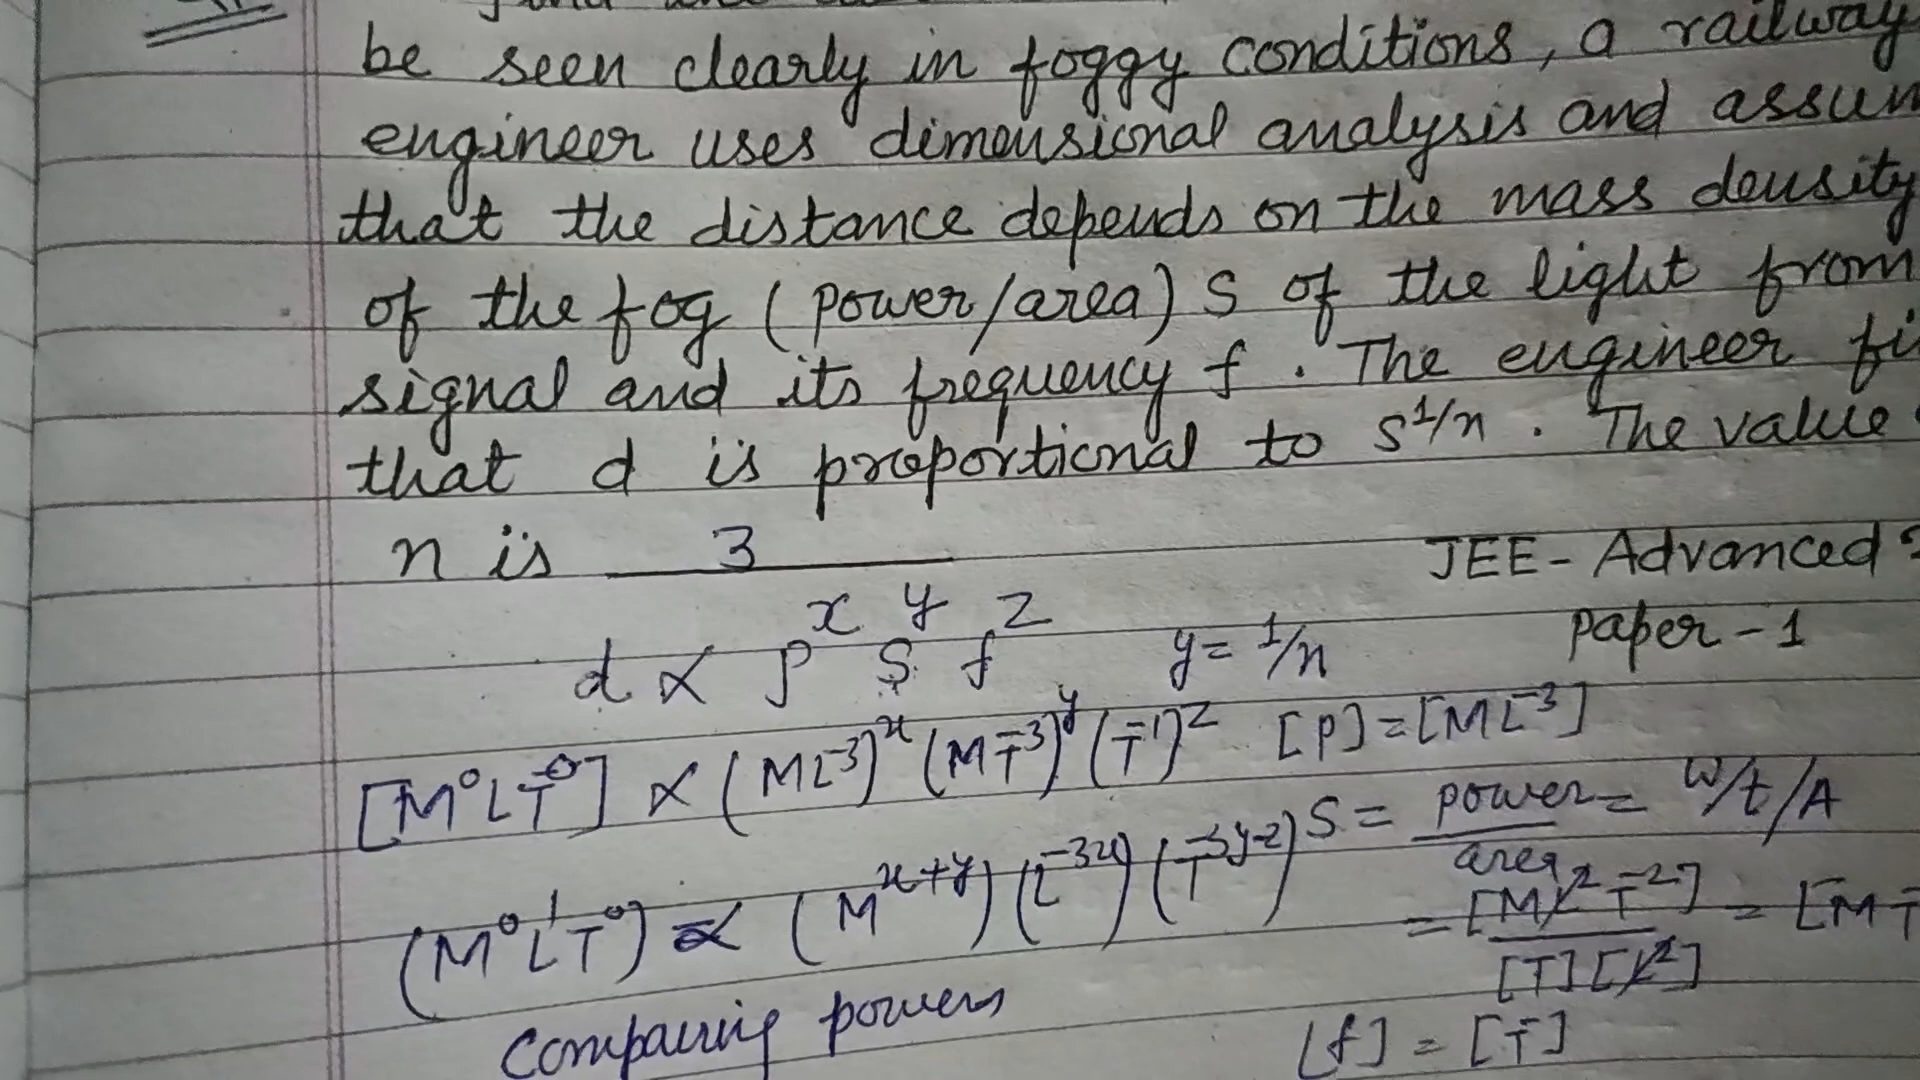 be seen clearly in foggy conditions, a railway
engineer uses dimensional analysis and assum
that the distance depends on the mass density
of the fog (power/area) S of the light from
signal and its frequency f. The engineer fi
that d is proportional to S^1/n. The value
n is 3
JEE-Advanced
Paper-1
d ∝ ρ^x S^y f^z y = 1/n
[M⁰LT⁻⁰] ∝ (ML⁻³)^x (MT⁻³)^y (T⁻¹)^z [ρ] = [ML⁻³]
S = power/area = W/t/A
(M⁰L¹T⁰) ∝ (M^x+y) (L^-3x) (T^-3y-z)
= [ML²T⁻²]/[T][L²] = [MT
Comparing powers
[f] = [T⁻]